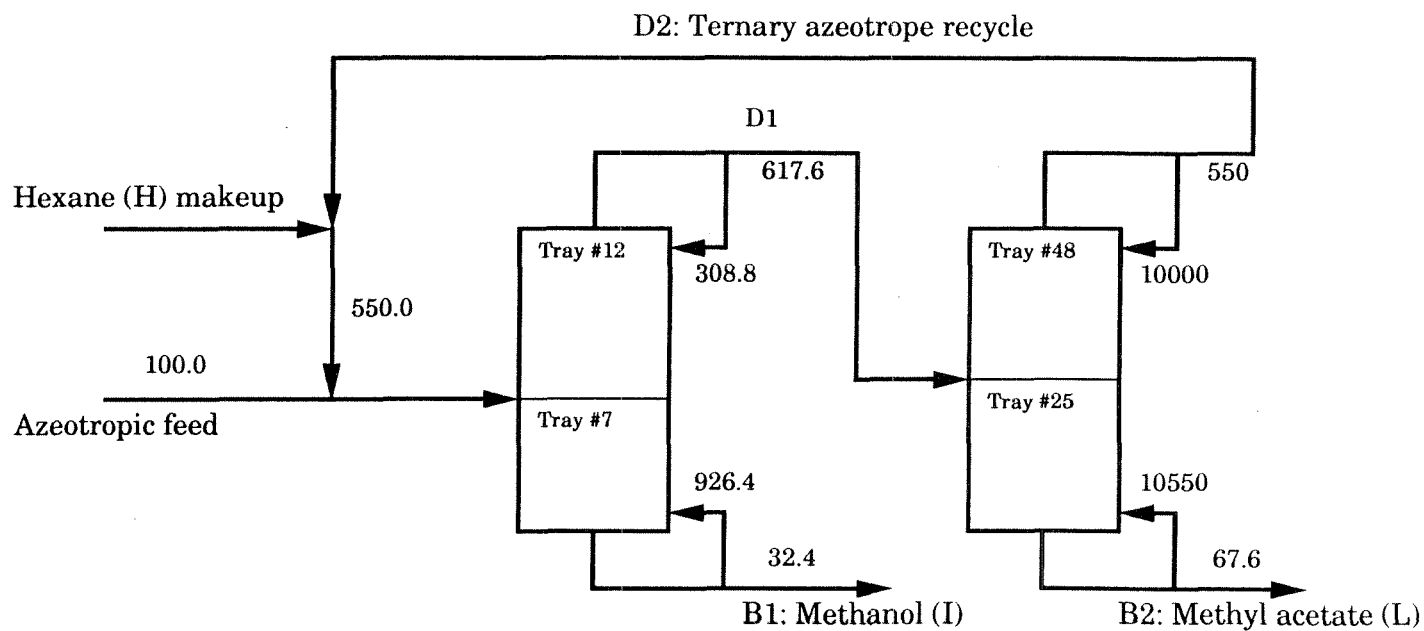 D2: Ternary azeotrope recycle
D1
617.6
550
Hexane (H) makeup
Tray #12
308.8
Tray #48
10000
550.0
100.0
Azeotropic feed
Tray #7
Tray #25
926.4
10550
32.4
67.6
B1: Methanol (I)
B2: Methyl acetate (L)